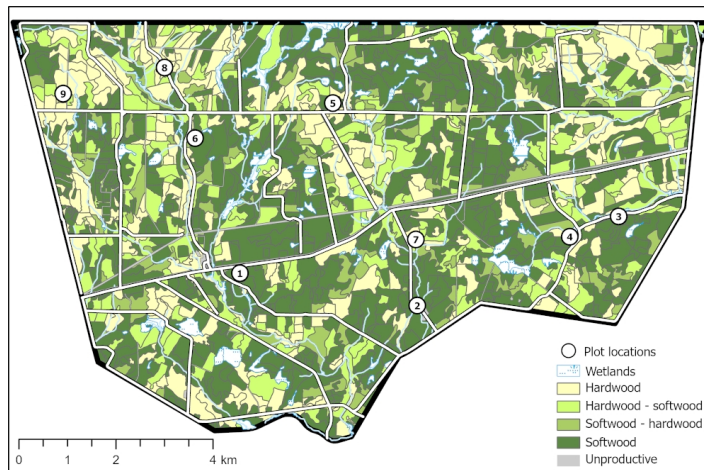 8
9
5
6
3
7
4
1
2
Plot locations
Wetlands
Hardwood
Hardwood - softwood
Softwood - hardwood
Softwood
Unproductive
0 1 2 4 km